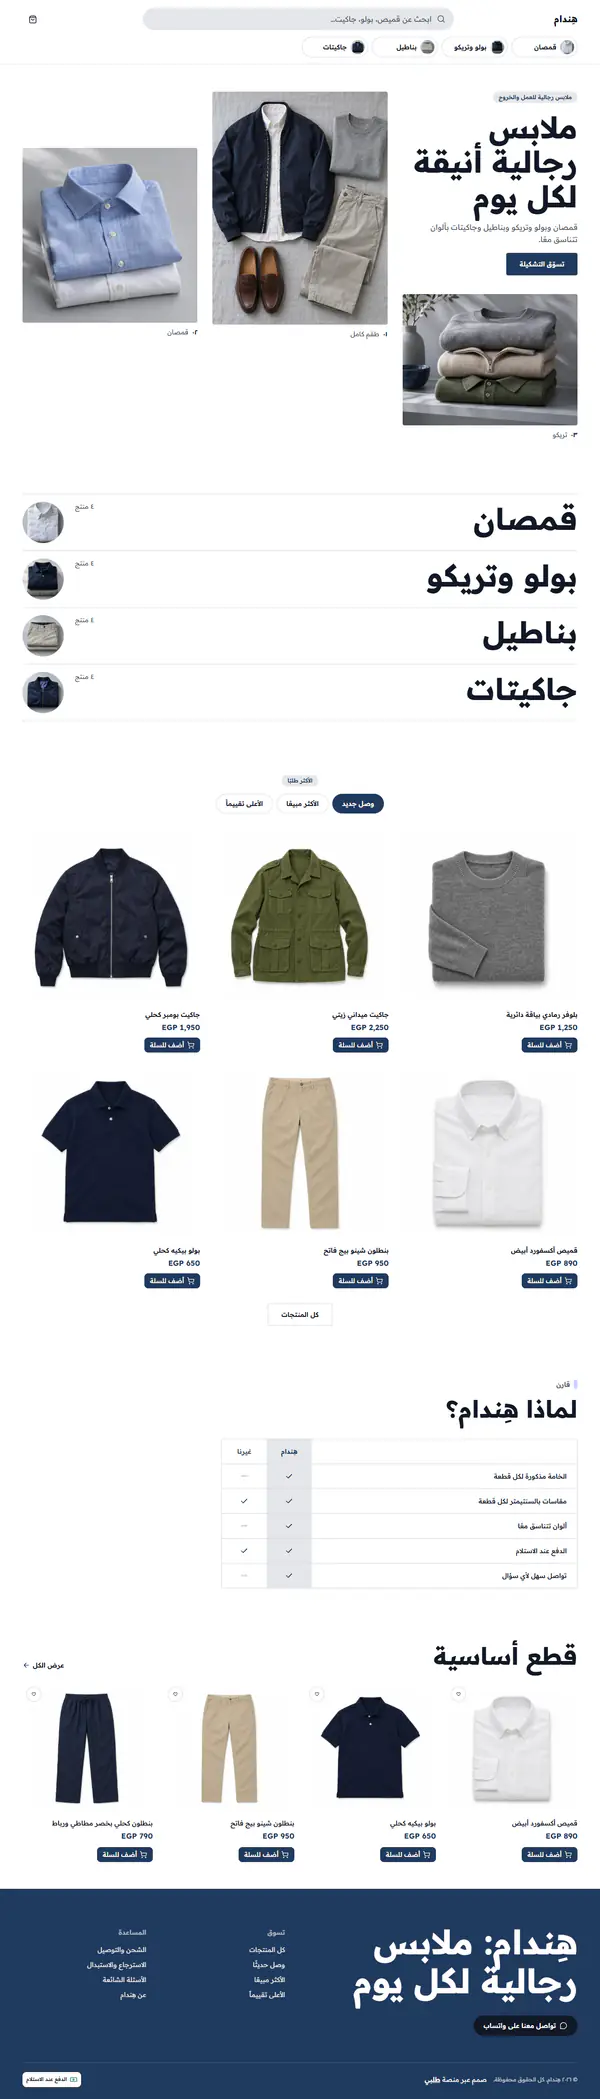 هِندام
ابحث عن قميص، بولو، جاكيت...
قمصان
بولو وتريكو
بناطيل
جاكيتات
ملابس رجالية للعمل والخروج
ملابس
رجالية أنيقة
لكل يوم
قمصان وبولو وتريكو وبناطيل وجاكيتات بألوان
تتناسق معًا.
تسوّق التشكيلة
١- طقم كامل
٢- قمصان
٣- تريكو
قمصان
٤ منتج
بولو وتريكو
٤ منتج
بناطيل
٤ منتج
جاكيتات
٤ منتج
الأكثر طلبًا
وصل جديد
الأكثر مبيعًا
الأعلى تقييماً
بلوفر رمادي بياقة دائرية
EGP 1,250
أضف للسلة
جاكيت ميداني زيتي
EGP 2,250
أضف للسلة
جاكيت بومبر كحلي
EGP 1,950
أضف للسلة
قميص أكسفورد أبيض
EGP 890
أضف للسلة
بنطلون شينو بيج فاتح
EGP 950
أضف للسلة
بولو بيكيه كحلي
EGP 650
أضف للسلة
كل المنتجات
قارن
لماذا هِندام؟
هِندام
غيرنا
الخامة مذكورة لكل قطعة
مقاسات بالسنتيمتر لكل قطعة
ألوان تتناسق معًا
الدفع عند الاستلام
تواصل سهل لأي سؤال
قطع أساسية
عرض الكل
قميص أكسفورد أبيض
EGP 890
أضف للسلة
بولو بيكيه كحلي
EGP 650
أضف للسلة
بنطلون شينو بيج فاتح
EGP 950
أضف للسلة
بنطلون كحلي بخصر مطاطي ورباط
EGP 790
أضف للسلة
هِندام: ملابس
رجالية لكل يوم
تواصل معنا على واتساب
تسوق
كل المنتجات
وصل حديثًا
الأكثر مبيعًا
الأعلى تقييماً
المساعدة
الشحن والتوصيل
الاسترجاع والاستبدال
الأسئلة الشائعة
عن هِندام
© ٢٠٢٦ هِندام. كل الحقوق محفوظة.
صمم عبر منصة طلبي
الدفع عند الاستلام